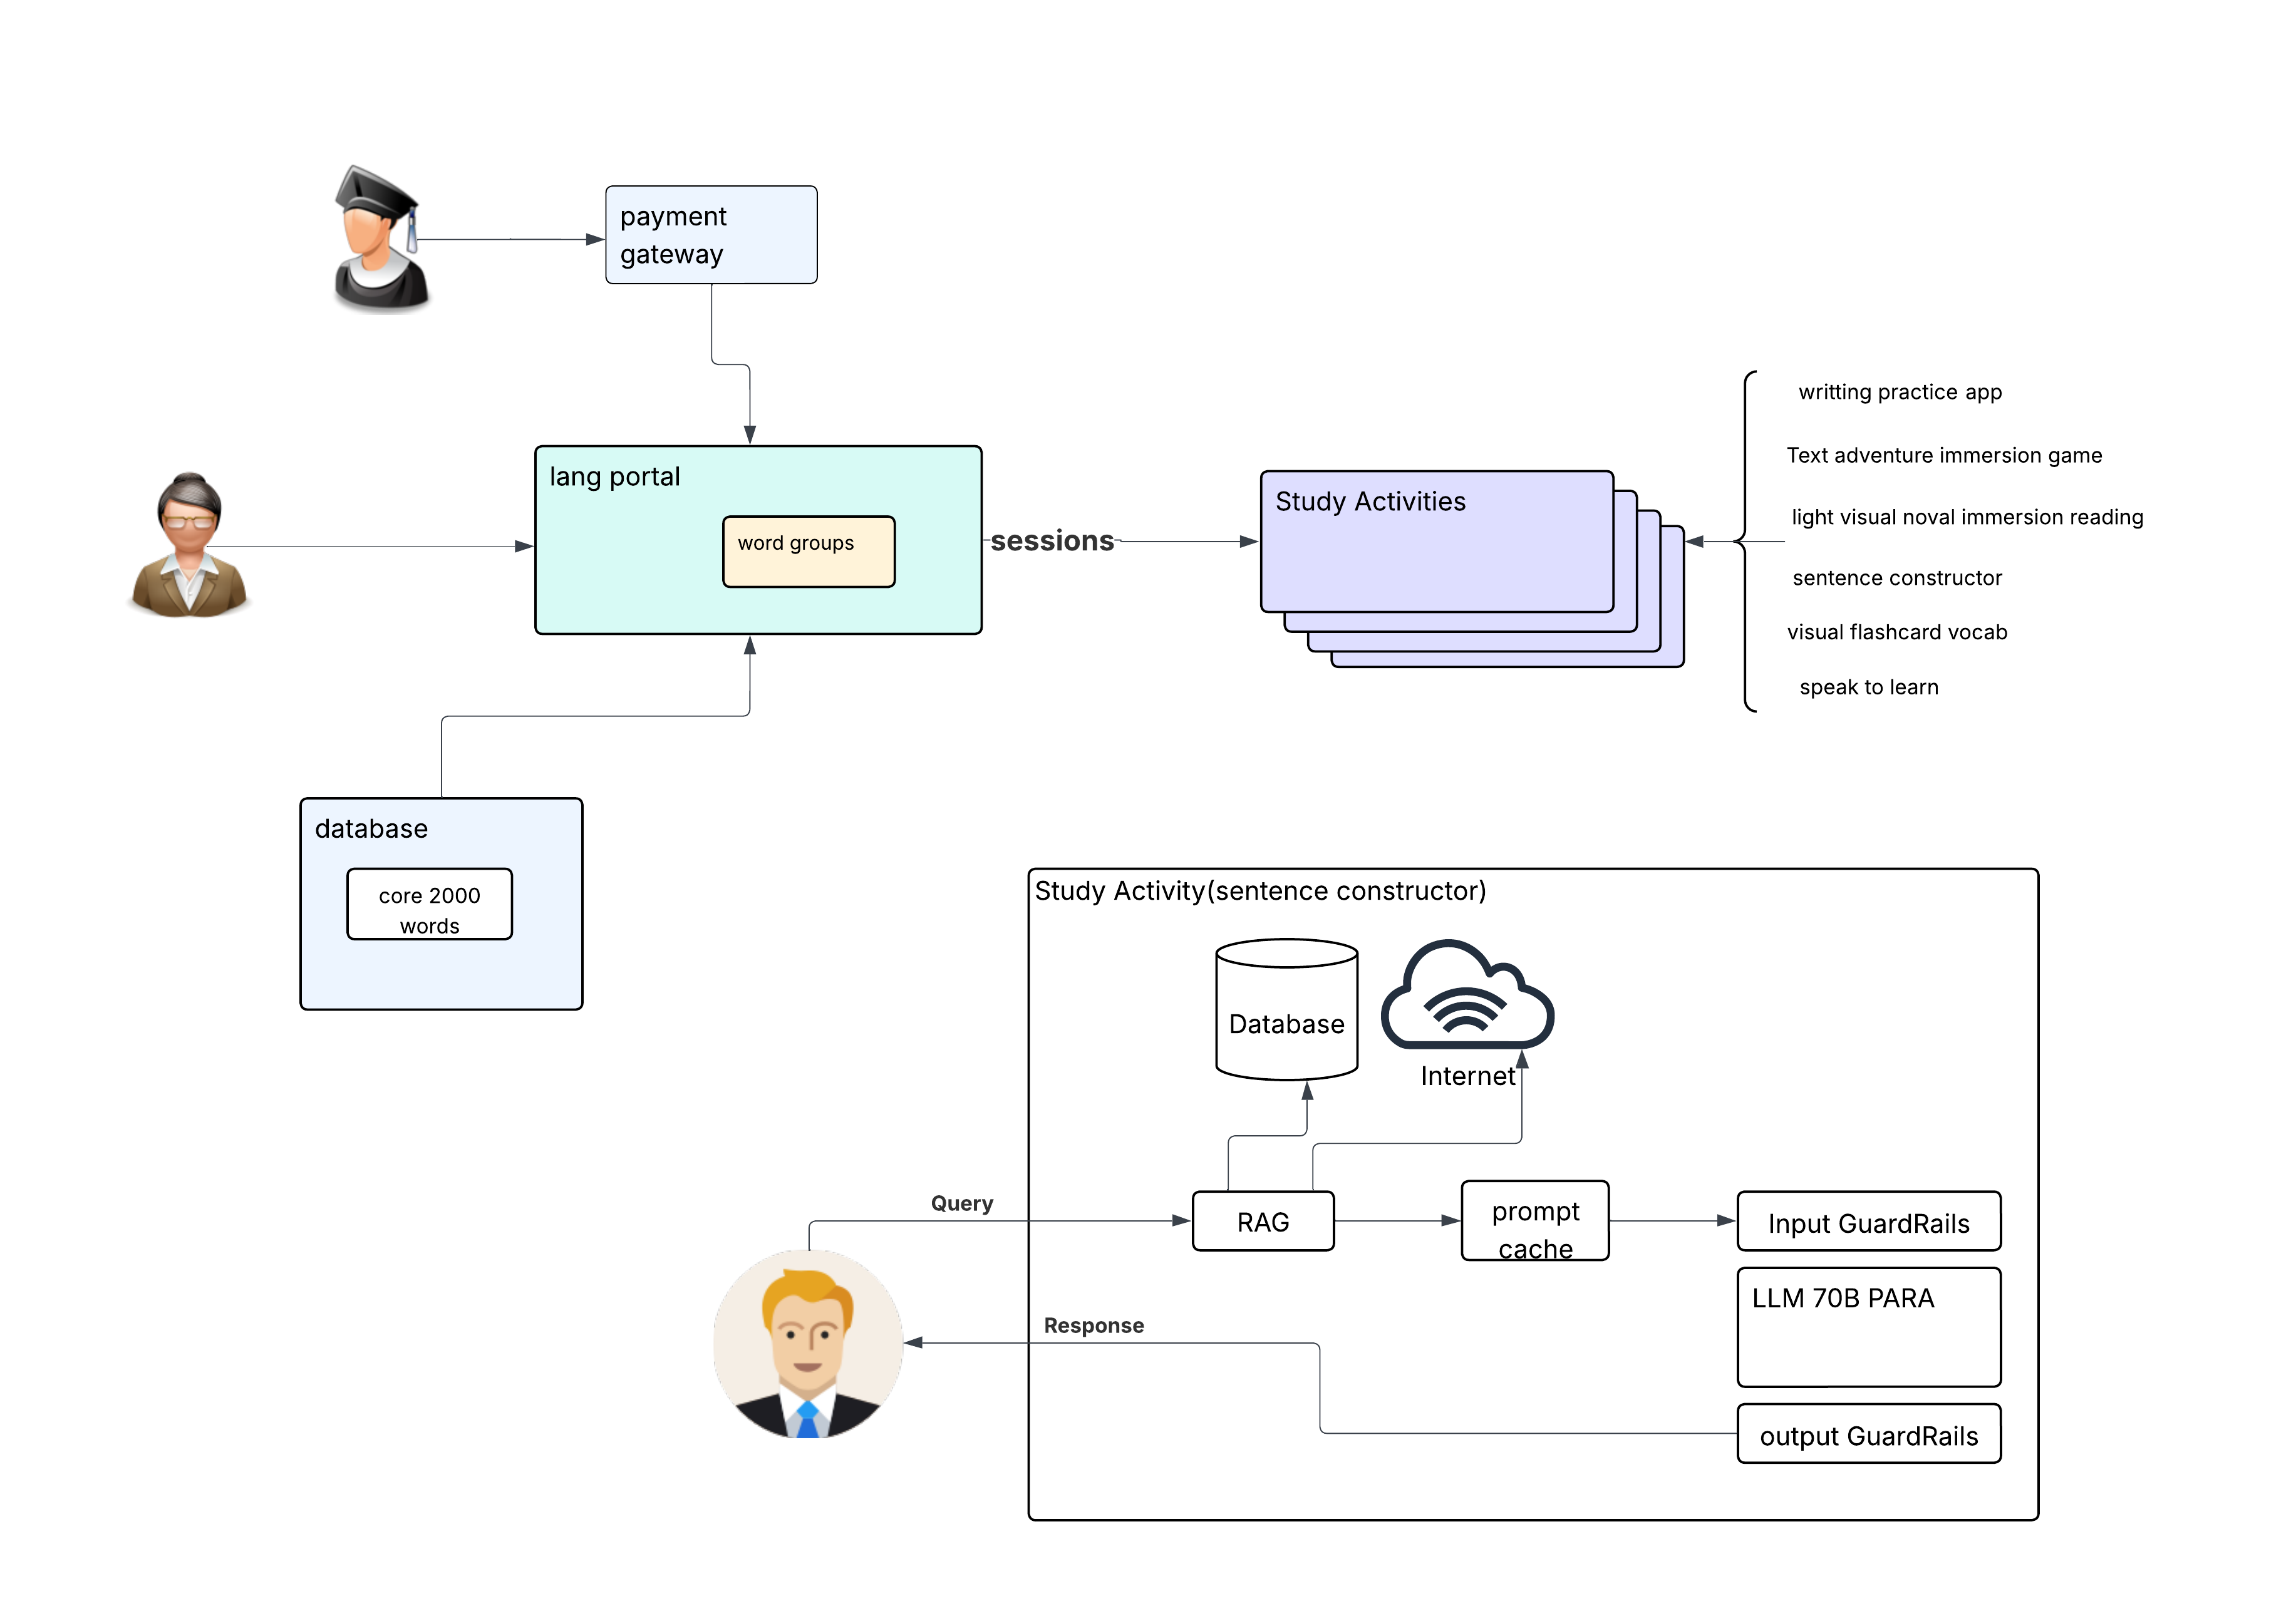 payment
gateway
lang portal
word groups
sessions
Study Activities
writting practice app
Text adventure immersion game
light visual noval immersion reading
sentence constructor
visual flashcard vocab
speak to learn
database
core 2000
words
Study Activity(sentence constructor)
Database
Internet
Query
RAG
prompt
cache
Input GuardRails
LLM 70B PARA
Response
output GuardRails